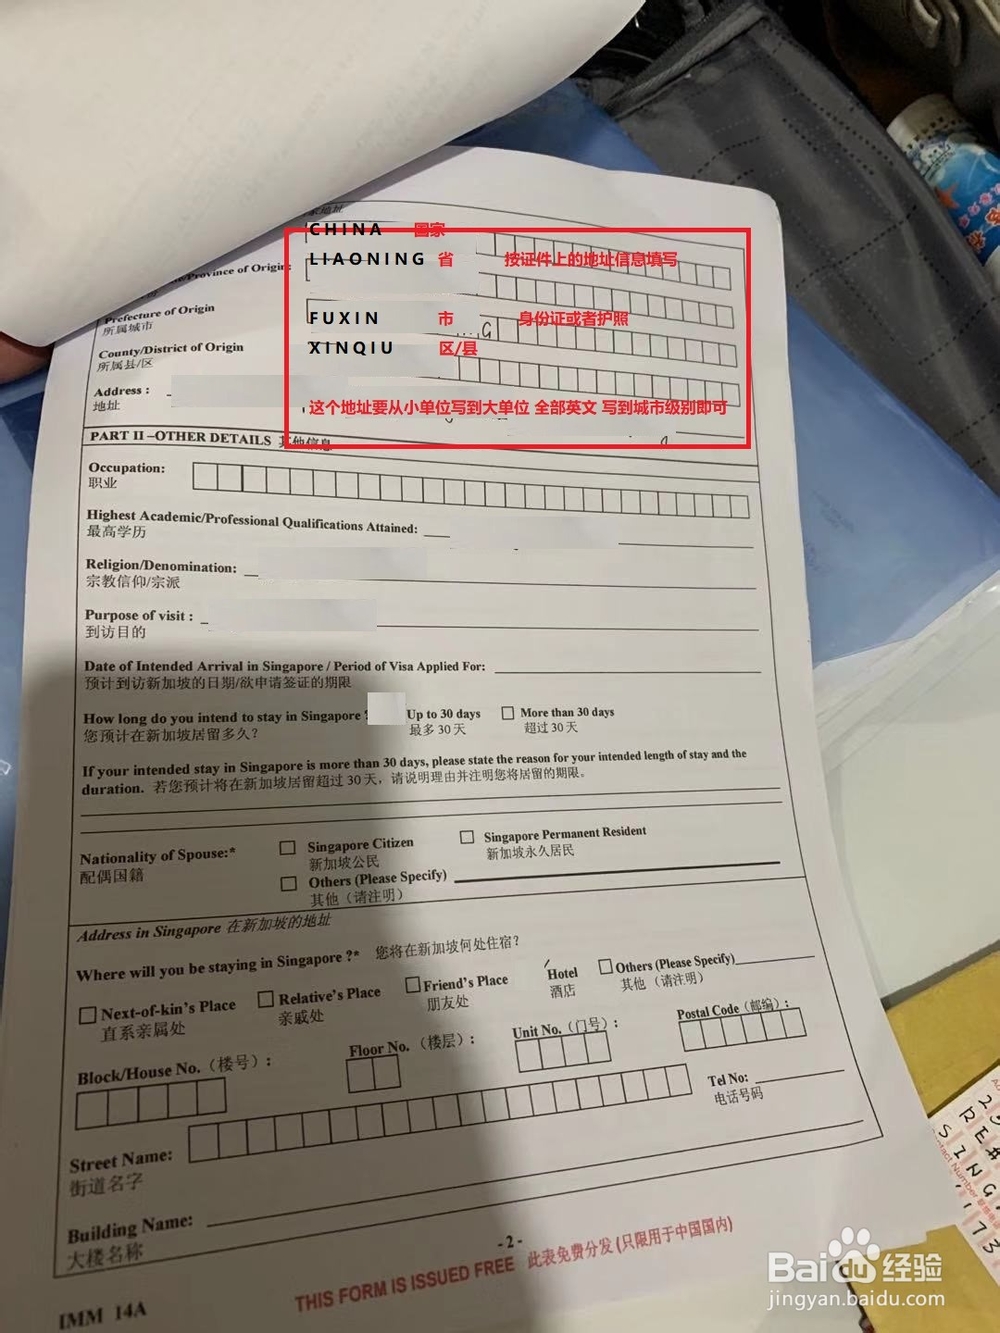 CHINA 国家
LIAONING 省 按证件上的地址信息填写
/Province of Origin:
FUXIN 市 身份证或者护照
Prefecture of Origin
所属城市
XINQIU 区/县
County/District of Origin
所属县/区
Address :
地址
这个地址要从小单位写到大单位 全部英文 写到城市级别即可
PART II –OTHER DETAILS 其他信息
Occupation:
职业
Highest Academic/Professional Qualifications Attained:
最高学历
Religion/Denomination:
宗教信仰/宗派
Purpose of visit :
到访目的
Date of Intended Arrival in Singapore / Period of Visa Applied For:
预计到访新加坡的日期/欲申请签证的期限
How long do you intend to stay in Singapore ? Up to 30 days More than 30 days
您预计在新加坡居留多久? 最多 30 天 超过 30 天
If your intended stay in Singapore is more than 30 days, please state the reason for your intended length of stay and the
duration. 若您预计将在新加坡居留超过 30 天，请说明理由并注明您将居留的期限。
Nationality of Spouse:* Singapore Citizen Singapore Permanent Resident
配偶国籍 新加坡公民 新加坡永久居民
Others (Please Specify)
其他（请注明）
Address in Singapore 在新加坡的地址
Where will you be staying in Singapore ?* 您将在新加坡何处住宿？
Next-of-kin's Place Relative's Place Friend's Place Hotel Others (Please Specify)
直系亲属处 亲戚处 朋友处 酒店 其他（请注明）
Block/House No.（楼号）: Floor No.（楼层）: Unit No.（门号）: Postal Code（邮编）:
Tel No:
电话号码
Street Name:
街道名字
Building Name:
大楼名称
-2-
THIS FORM IS ISSUED FREE 此表免费分发 (只限用于中国国内)
IMM 14A
Baidu 经验
jingyan.baidu.com